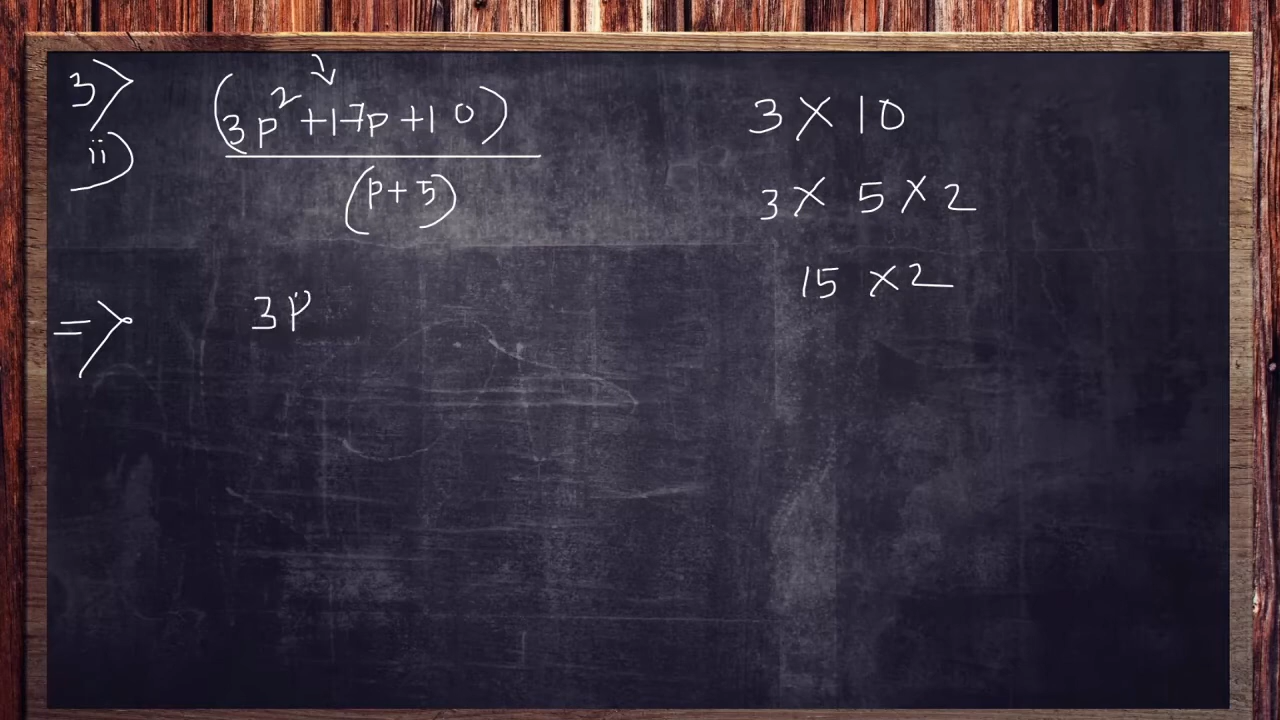 3>
ii)
(3p² + 17p + 10)
(p + 5)
=> 3p
3 × 10
3 × 5 × 2
15 × 2